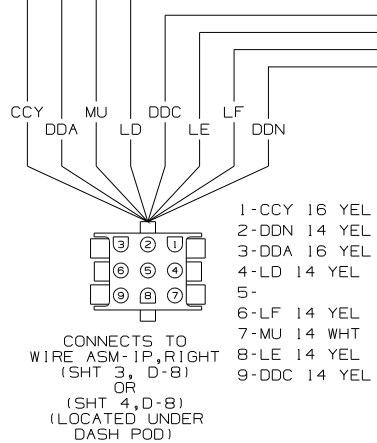 CCY
MU
DDC
LF
DDA
LD
LE
DDN
3 2 1
6 5 4
9 8 7
1-CCY 16 YEL
2-DDN 14 YEL
3-DDA 16 YEL
4-LD 14 YEL
5-
6-LF 14 YEL
7-MU 14 WHT
8-LE 14 YEL
9-DDC 14 YEL
CONNECTS TO
WIRE ASM-IP,RIGHT
(SHT 3, D-8)
OR
(SHT 4,D-8)
(LOCATED UNDER
DASH POD)